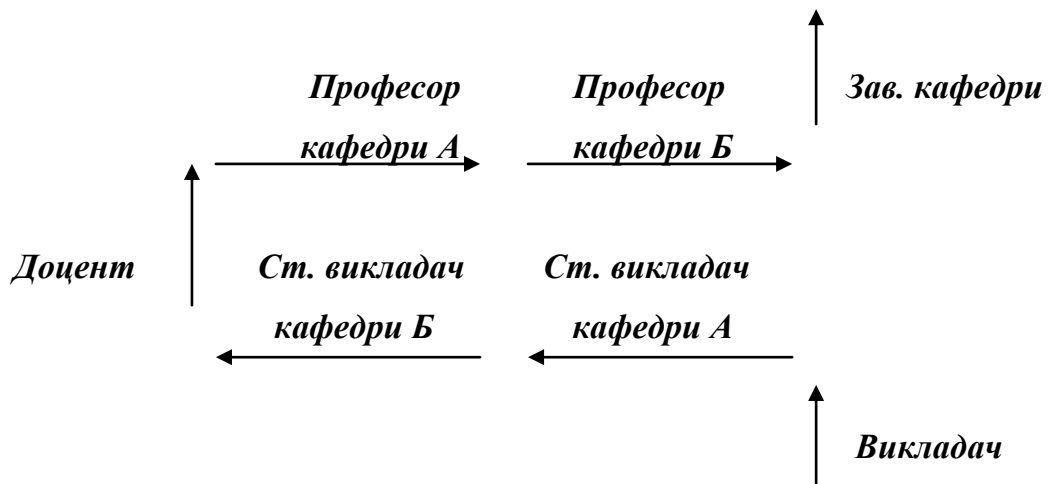 Професор
кафедри А
Професор
кафедри Б
Зав. кафедри
Доцент
Ст. викладач
кафедри Б
Ст. викладач
кафедри А
Викладач